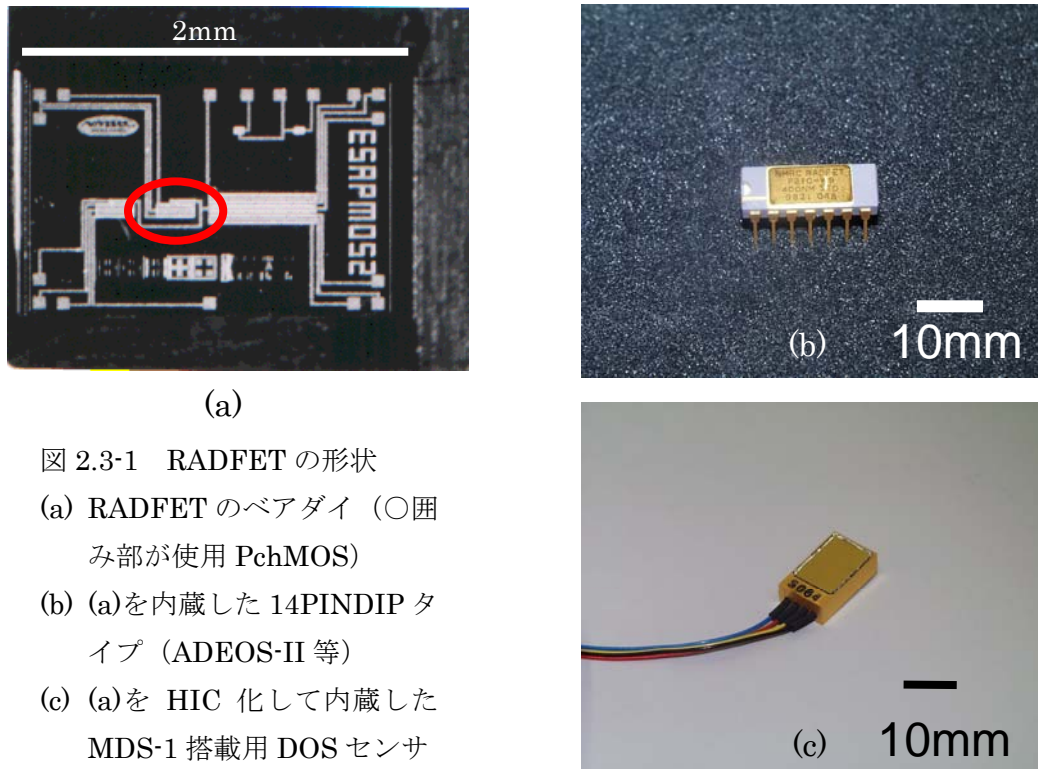 2mm
ESAPMOS2
(a)
図 2.3-1 RADFET の形状
(a) RADFET のベアダイ（○囲
み部が使用 PchMOS）
(b) (a)を内蔵した 14PINDIP タ
イプ（ADEOS-II 等）
(c) (a)を HIC 化して内蔵した
MDS-1 搭載用 DOS センサ
NMRC RADFET
(b)
10mm
(c)
10mm